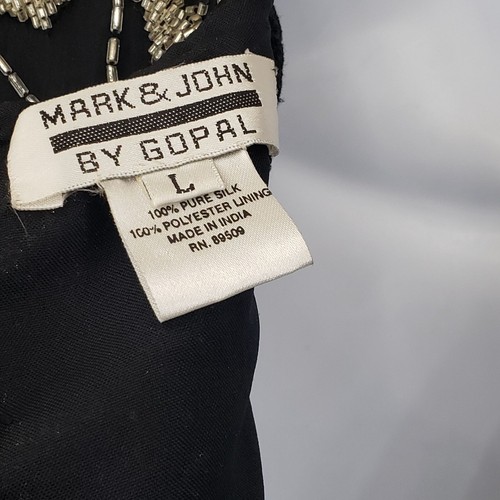 MARK & JOHN
BY GOPAL
L
100% PURE SILK
100% POLYESTER LINING
MADE IN INDIA
RN. 89509